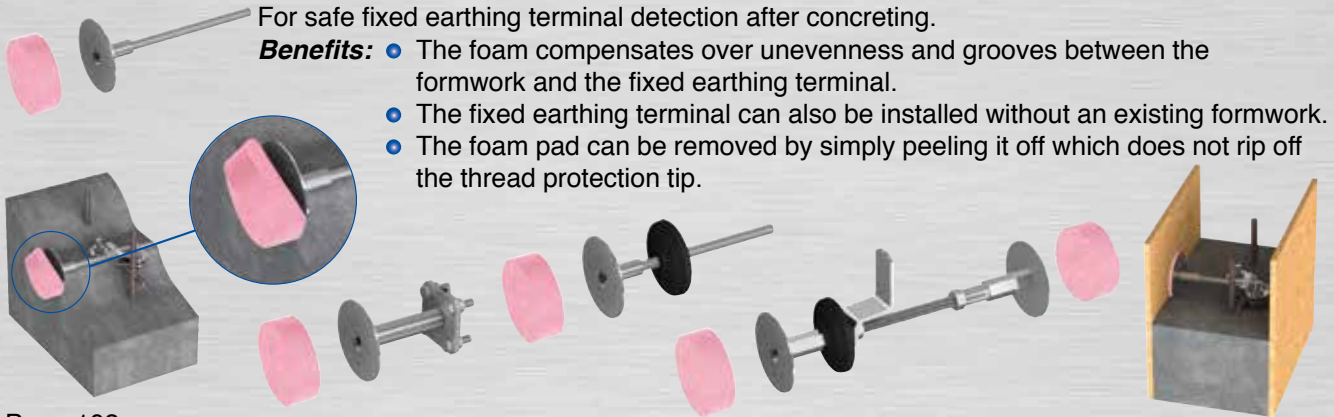 For safe fixed earthing terminal detection after concreting.
Benefits: The foam compensates over unevenness and grooves between the
formwork and the fixed earthing terminal.
The fixed earthing terminal can also be installed without an existing formwork.
The foam pad can be removed by simply peeling it off which does not rip off
the thread protection tip.